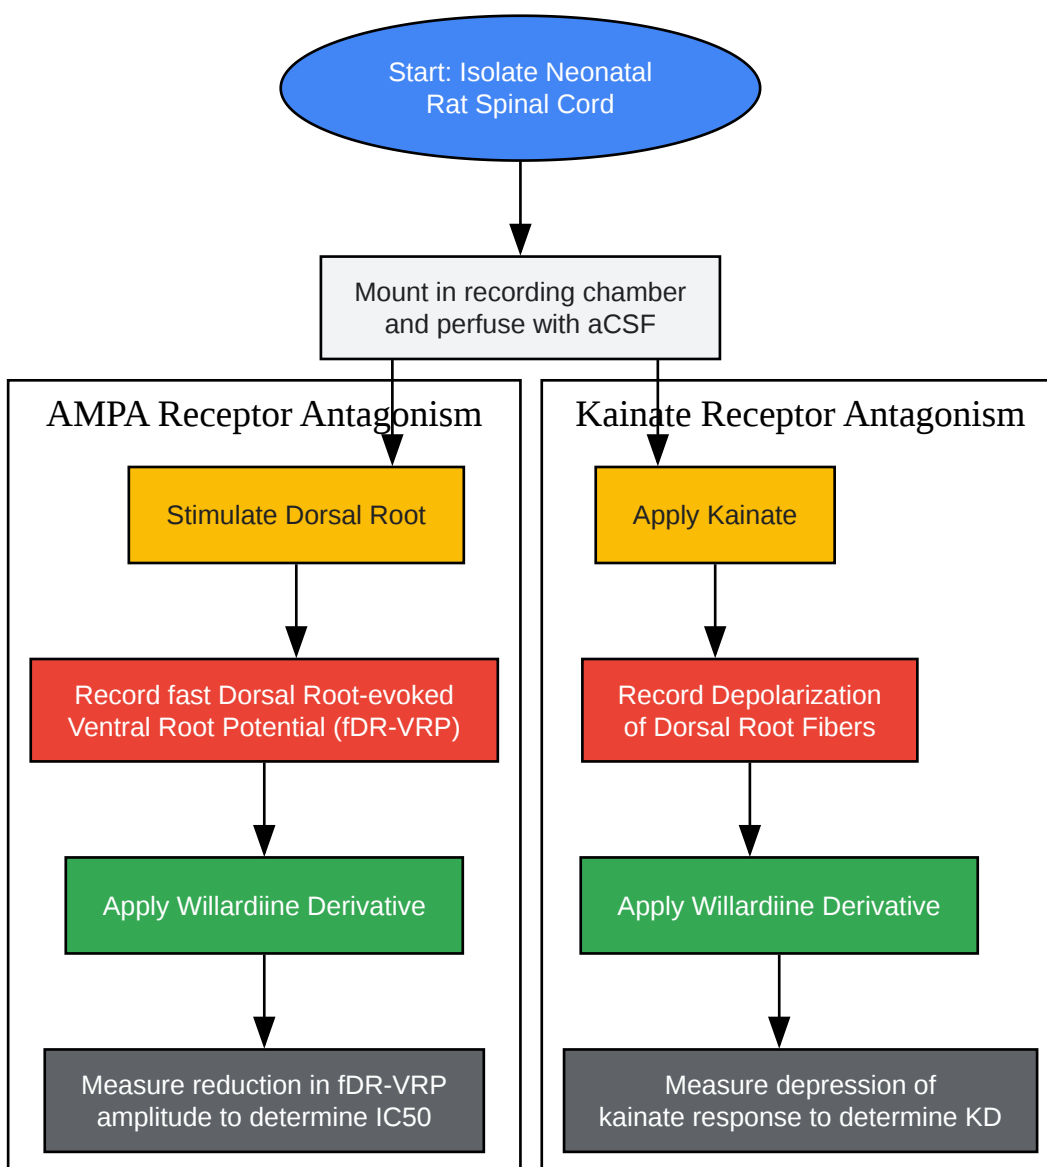 Start: Isolate Neonatal
Rat Spinal Cord
Mount in recording chamber
and perfuse with aCSF
AMPA Receptor Antagonism
Stimulate Dorsal Root
Record fast Dorsal Root-evoked
Ventral Root Potential (fDR-VRP)
Apply Willardiine Derivative
Measure reduction in fDR-VRP
amplitude to determine IC50
Kainate Receptor Antagonism
Apply Kainate
Record Depolarization
of Dorsal Root Fibers
Apply Willardiine Derivative
Measure depression of
kainate response to determine KD